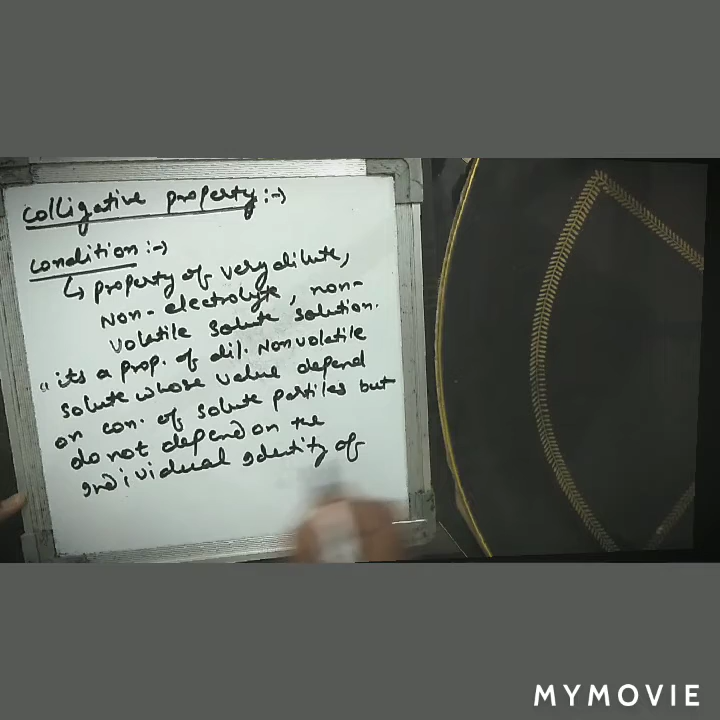 colligative property :→
condition :→
↳ property of very dilute,
Non-electrolyte, non-
volatile solute solution.
" its a prop. of dil. Nonvolatile
solute whose value depend
on con. of solute partiles but
do not depend on the
individual identity of
MYMOVIE